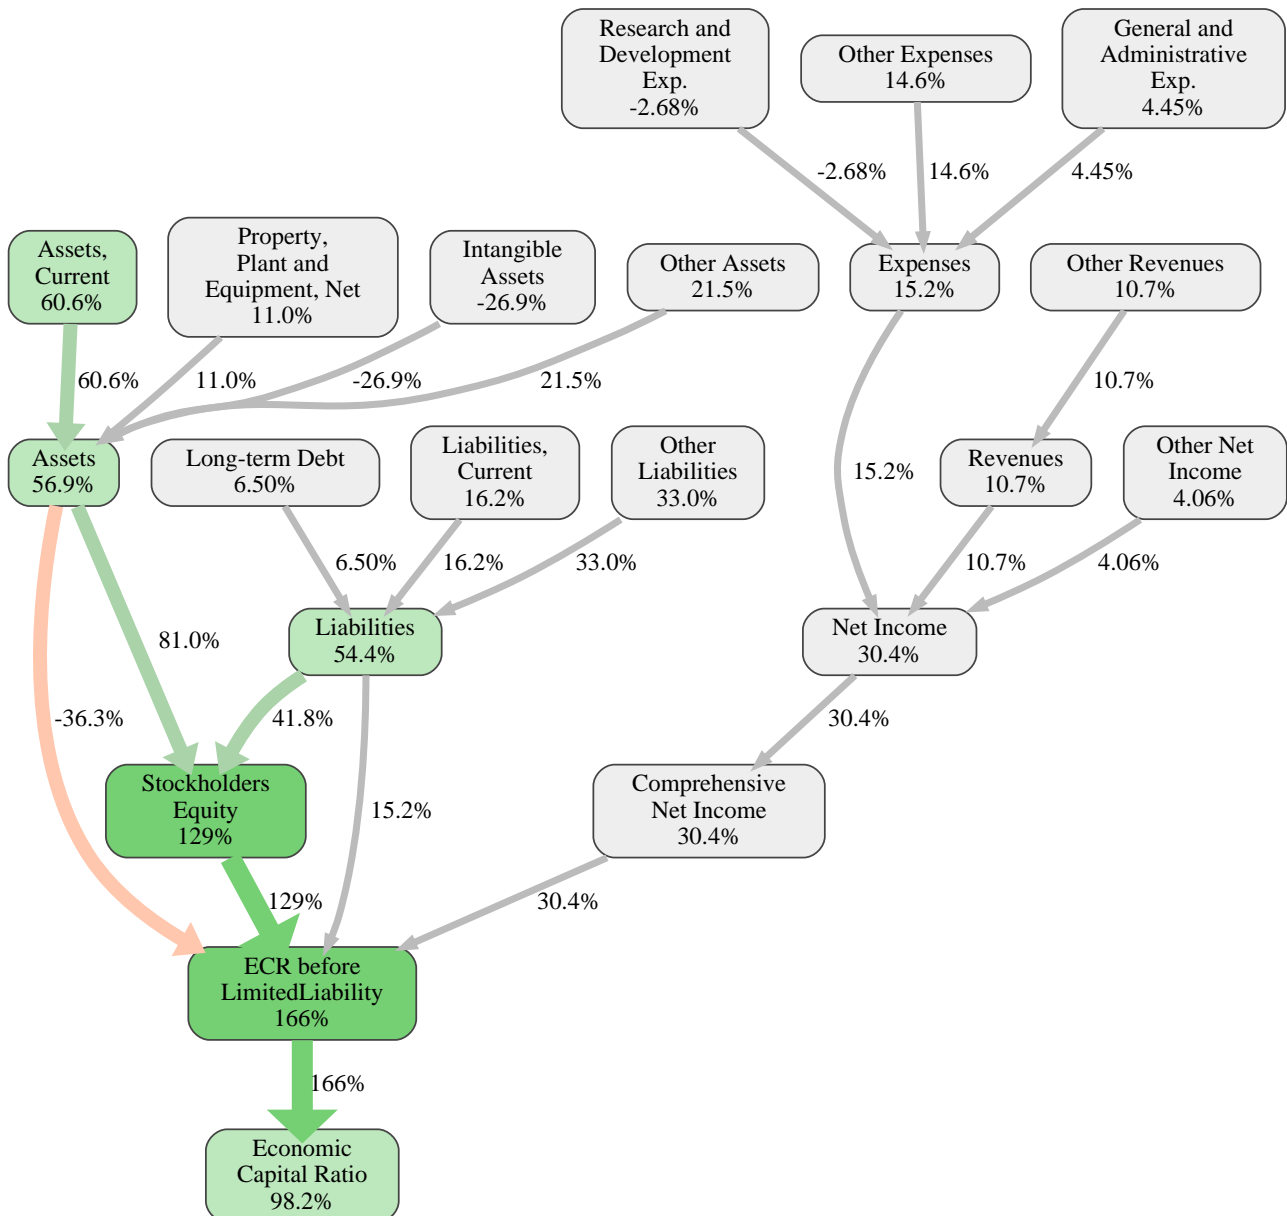 Research and
Development
Exp.
-2.68%
Other Expenses
14.6%
General and
Administrative
Exp.
4.45%
-2.68%
14.6%
4.45%
Assets,
Current
60.6%
Property,
Plant and
Equipment, Net
11.0%
Intangible
Assets
-26.9%
Other Assets
21.5%
Expenses
15.2%
Other Revenues
10.7%
60.6%
11.0%
-26.9%
21.5%
10.7%
Assets
56.9%
Long-term Debt
6.50%
Liabilities,
Current
16.2%
Other
Liabilities
33.0%
15.2%
Revenues
10.7%
Other Net
Income
4.06%
6.50%
16.2%
33.0%
10.7%
4.06%
81.0%
Liabilities
54.4%
Net Income
30.4%
-36.3%
41.8%
30.4%
Stockholders
Equity
129%
15.2%
Comprehensive
Net Income
30.4%
129%
30.4%
ECR before
LimitedLiability
166%
166%
Economic
Capital Ratio
98.2%